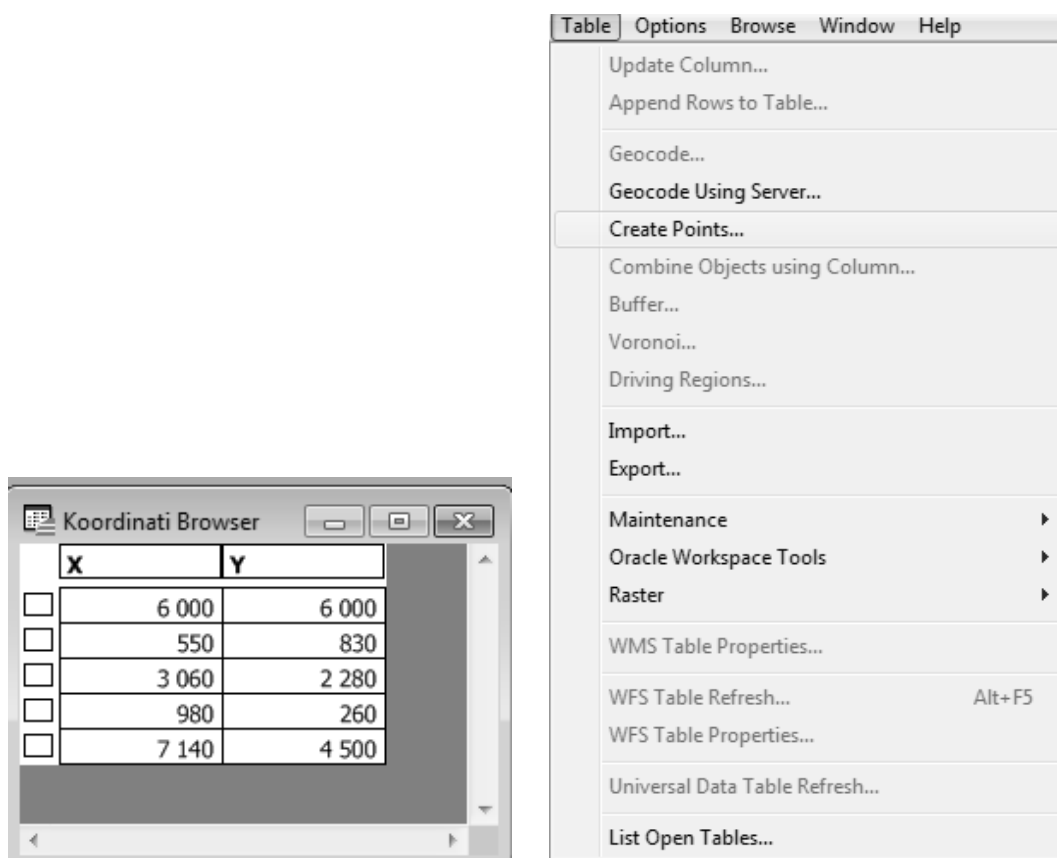 Koordinati Browser
X Y
6 000 6 000
550 830
3 060 2 280
980 260
7 140 4 500
Table Options Browse Window Help
Update Column...
Append Rows to Table...
Geocode...
Geocode Using Server...
Create Points...
Combine Objects using Column...
Buffer...
Voronoi...
Driving Regions...
Import...
Export...
Maintenance
Oracle Workspace Tools
Raster
WMS Table Properties...
WFS Table Refresh... Alt+F5
WFS Table Properties...
Universal Data Table Refresh...
List Open Tables...